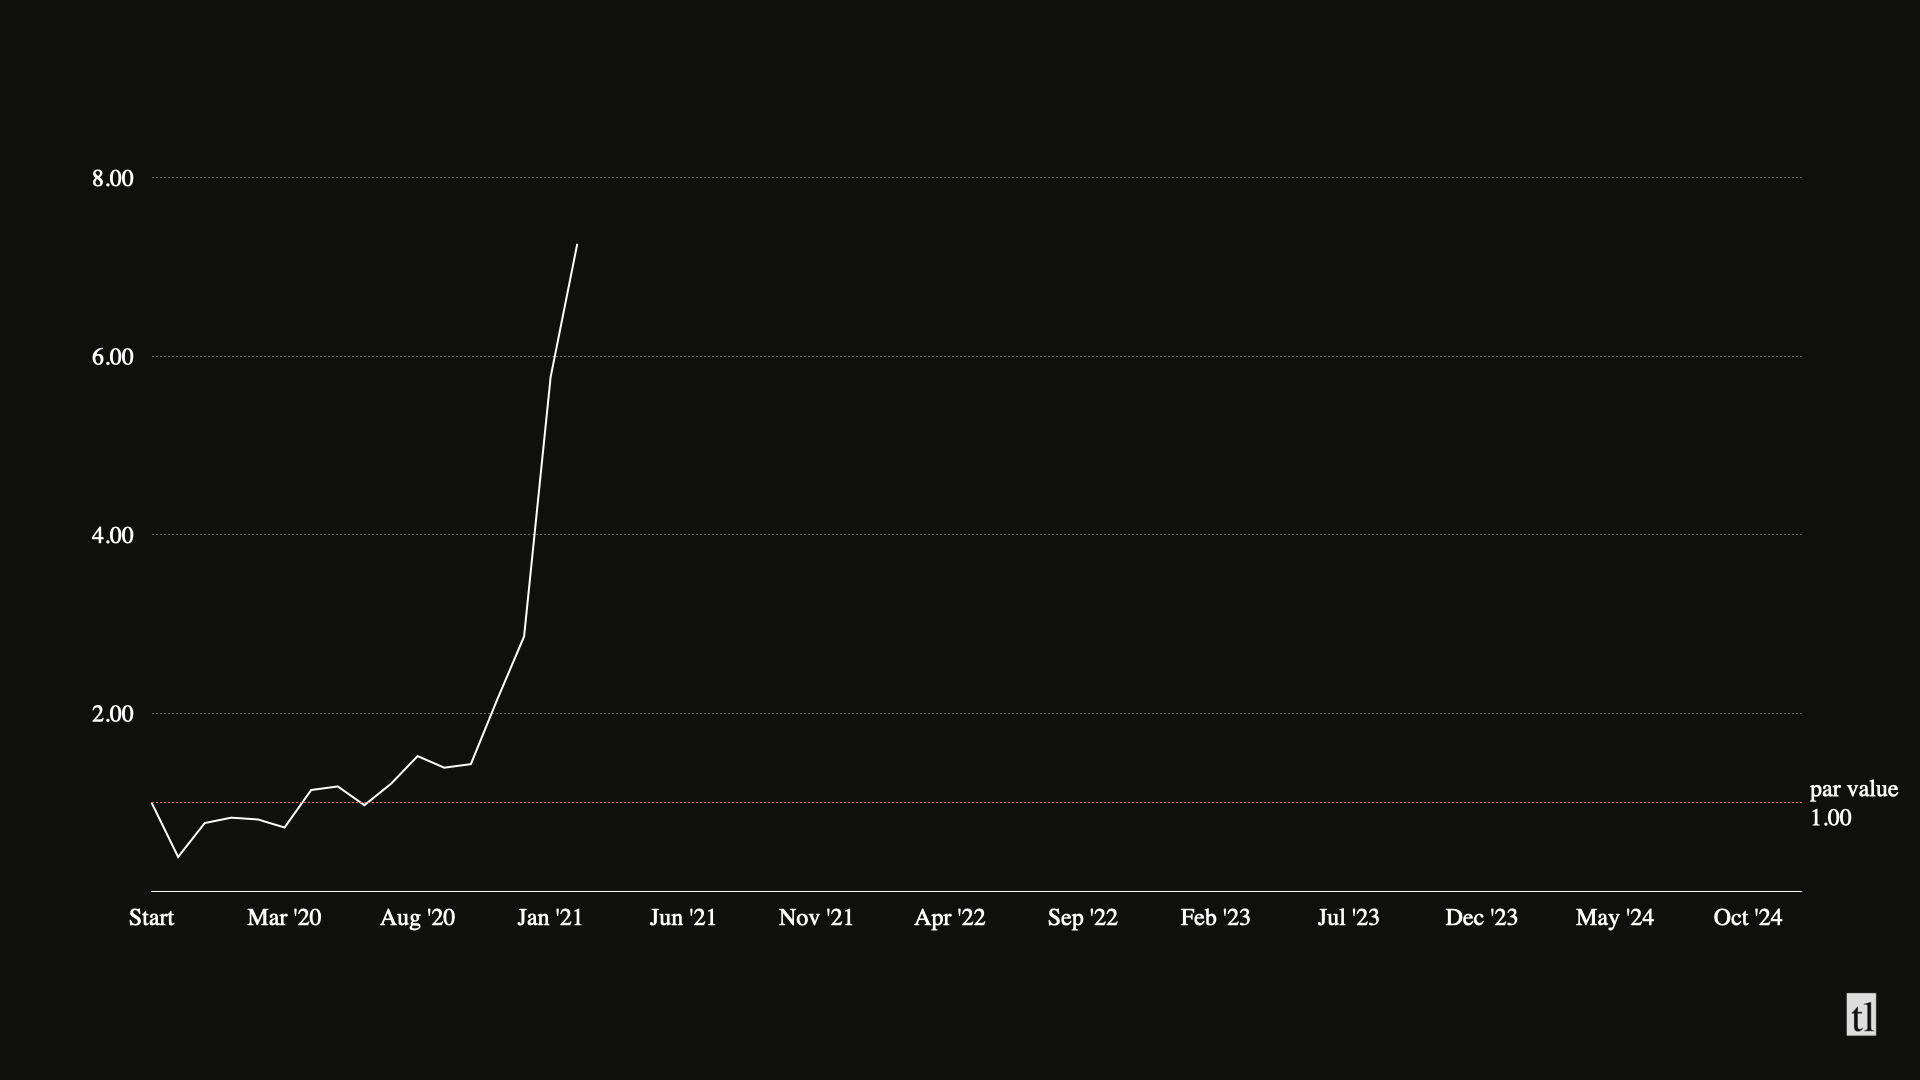 8.00
6.00
4.00
2.00
par value
1.00
Start Mar '20 Aug '20 Jan '21 Jun '21 Nov '21 Apr '22 Sep '22 Feb '23 Jul '23 Dec '23 May '24 Oct '24
tl